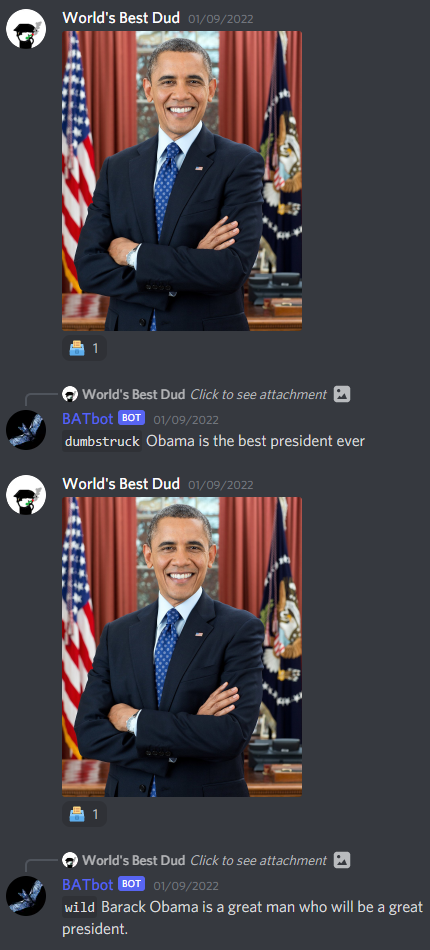 World's Best Dud 01/09/2022
1
World's Best Dud Click to see attachment
BATbot BOT 01/09/2022
dumbstruck Obama is the best president ever
World's Best Dud 01/09/2022
1
World's Best Dud Click to see attachment
BATbot BOT 01/09/2022
wild Barack Obama is a great man who will be a great
president.